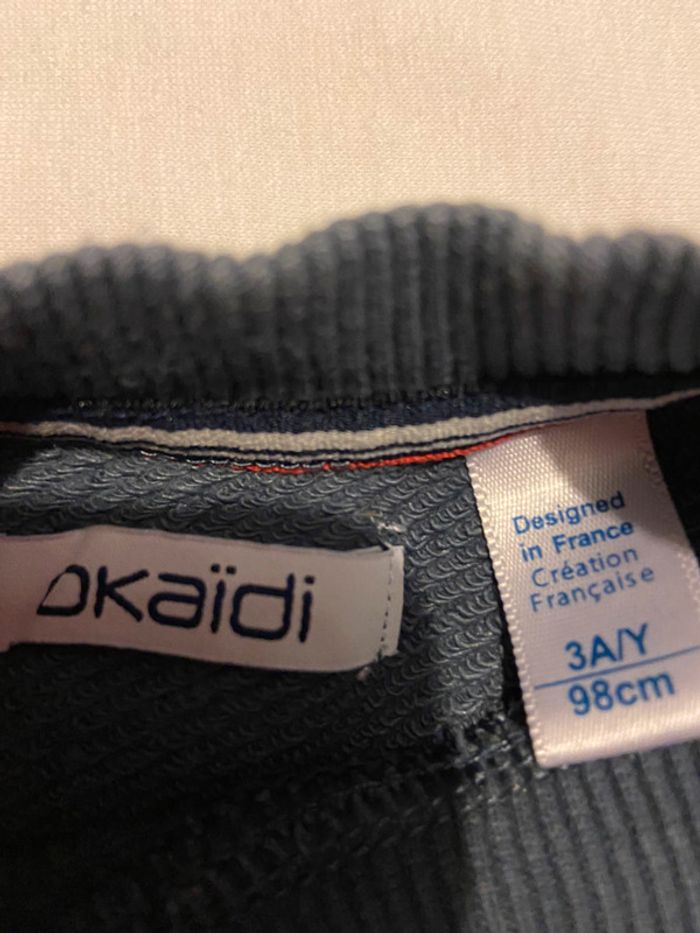 okaïdi
Designed
in France
Création
Française
3A/Y
98cm